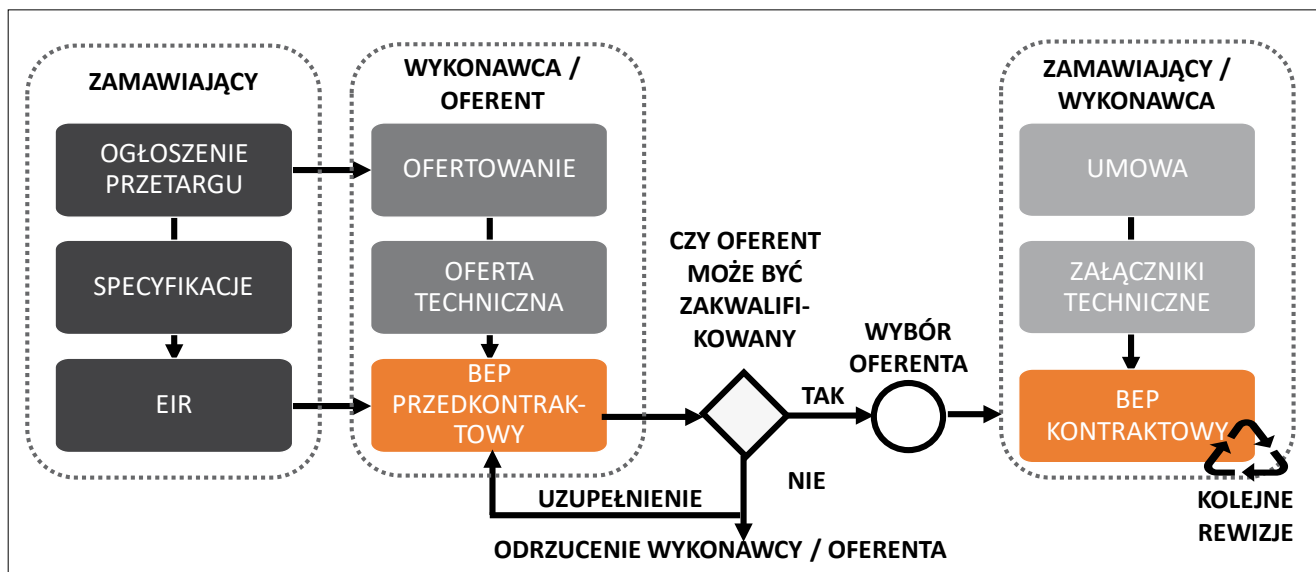 ZAMAWIAJĄCY
OGŁOSZENIE
PRZETARGU
SPECYFIKACJE
EIR
WYKONAWCA /
OFERENT
OFERTOWANIE
OFERTA
TECHNICZNA
BEP
PRZEDKONTRAK-
TOWY
CZY OFERENT
MOŻE BYĆ
ZAKWALIFI-
KOWANY
TAK
NIE
UZUPEŁNIENIE
ODRZUCENIE WYKONAWCY / OFERENTA
WYBÓR
OFERENTA
ZAMAWIAJĄCY /
WYKONAWCA
UMOWA
ZAŁĄCZNIKI
TECHNICZNE
BEP
KONTRAKTOWY
KOLEJNE
REWIZJE